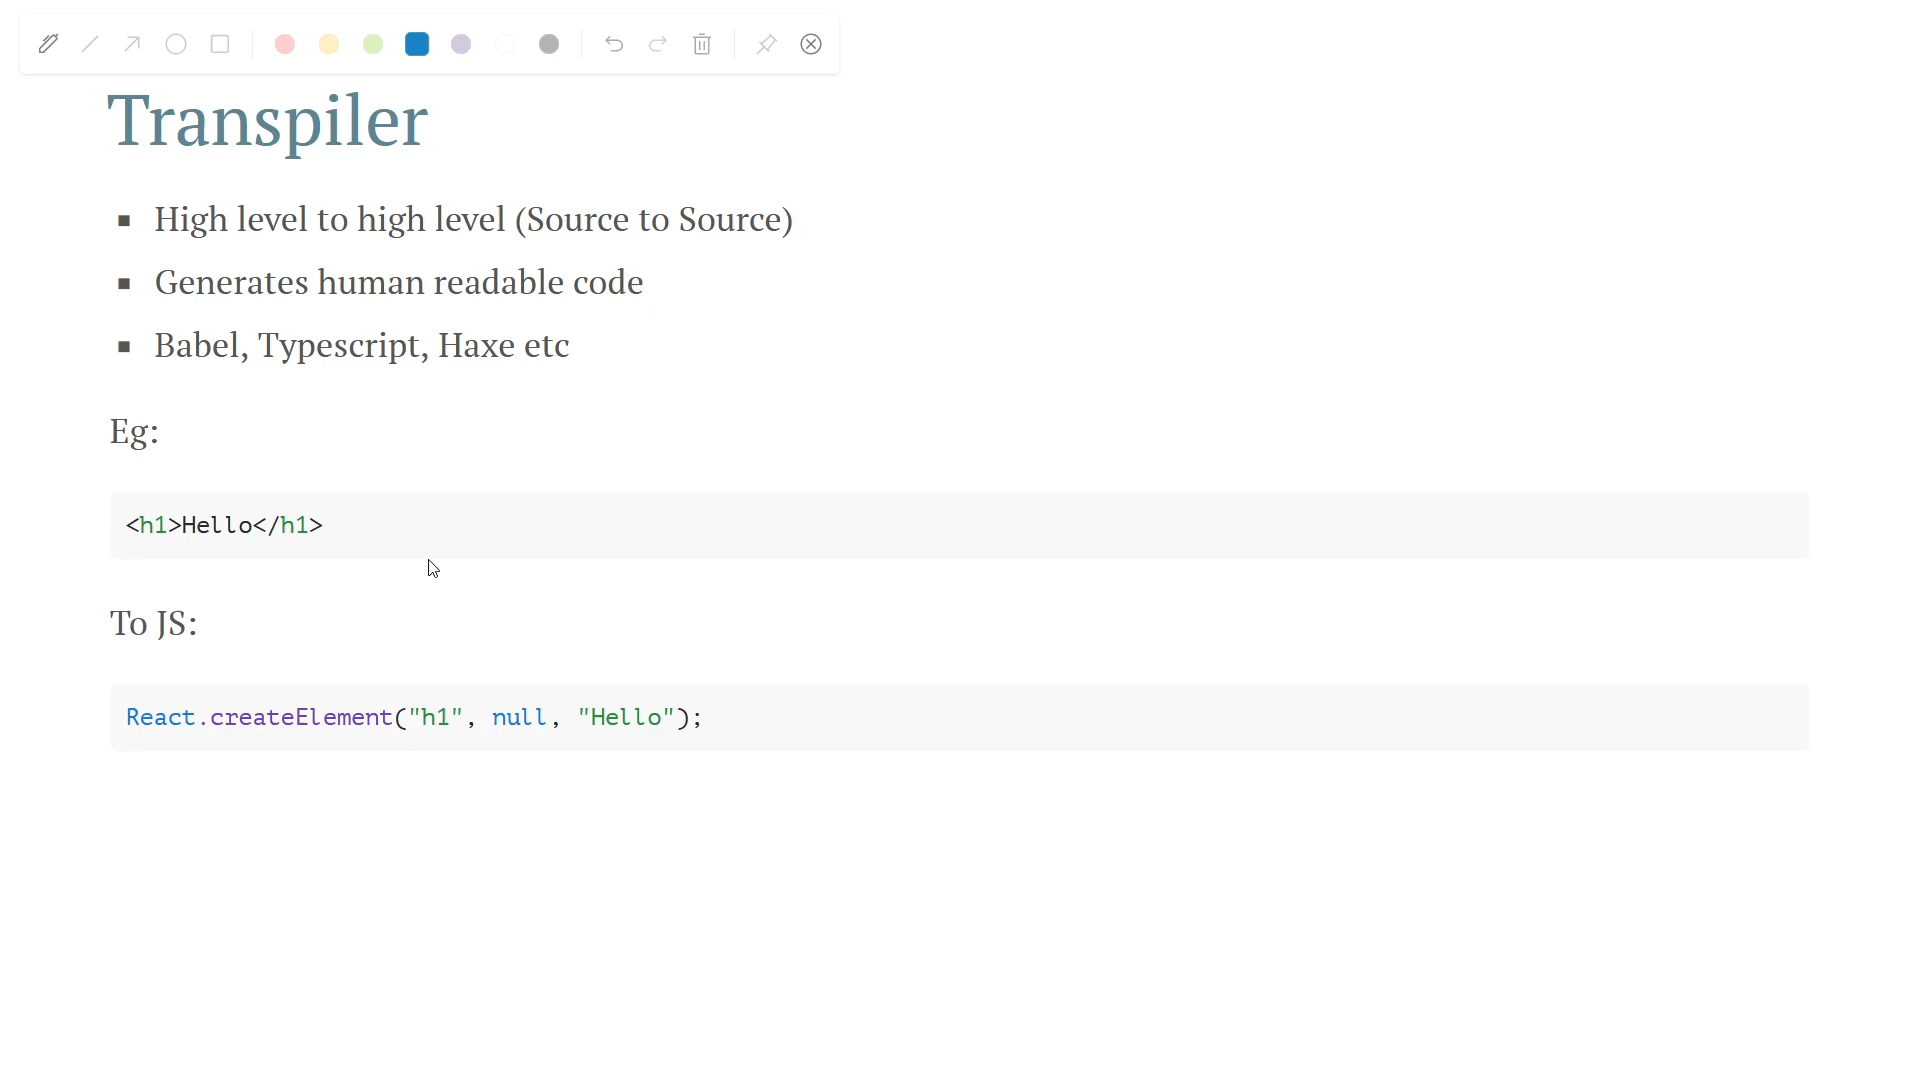 Transpiler
High level to high level (Source to Source)
Generates human readable code
Babel, Typescript, Haxe etc
Eg:
<h1>Hello</h1>
To JS:
React.createElement("h1", null, "Hello");